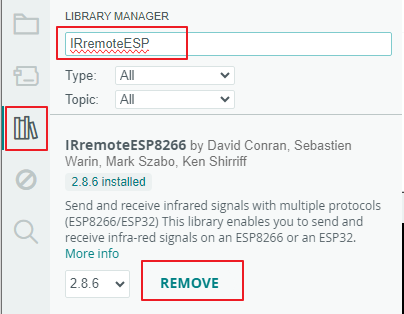 LIBRARY MANAGER
IRremoteESP
Type: All
Topic: All
IRremoteESP8266 by David Conran, Sebastien
Warin, Mark Szabo, Ken Shirriff
2.8.6 installed
Send and receive infrared signals with multiple protocols
(ESP8266/ESP32) This library enables you to send and
receive infra-red signals on an ESP8266 or an ESP32.
More info
2.8.6 REMOVE